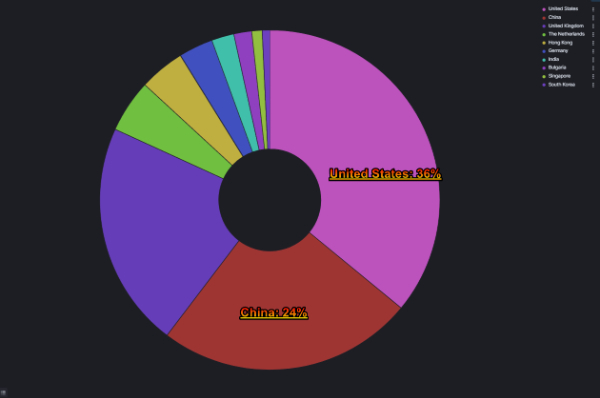 United States
China
United Kingdom
The Netherlands
Hong Kong
Germany
India
Bulgaria
Singapore
South Korea
United States: 36%
China: 24%